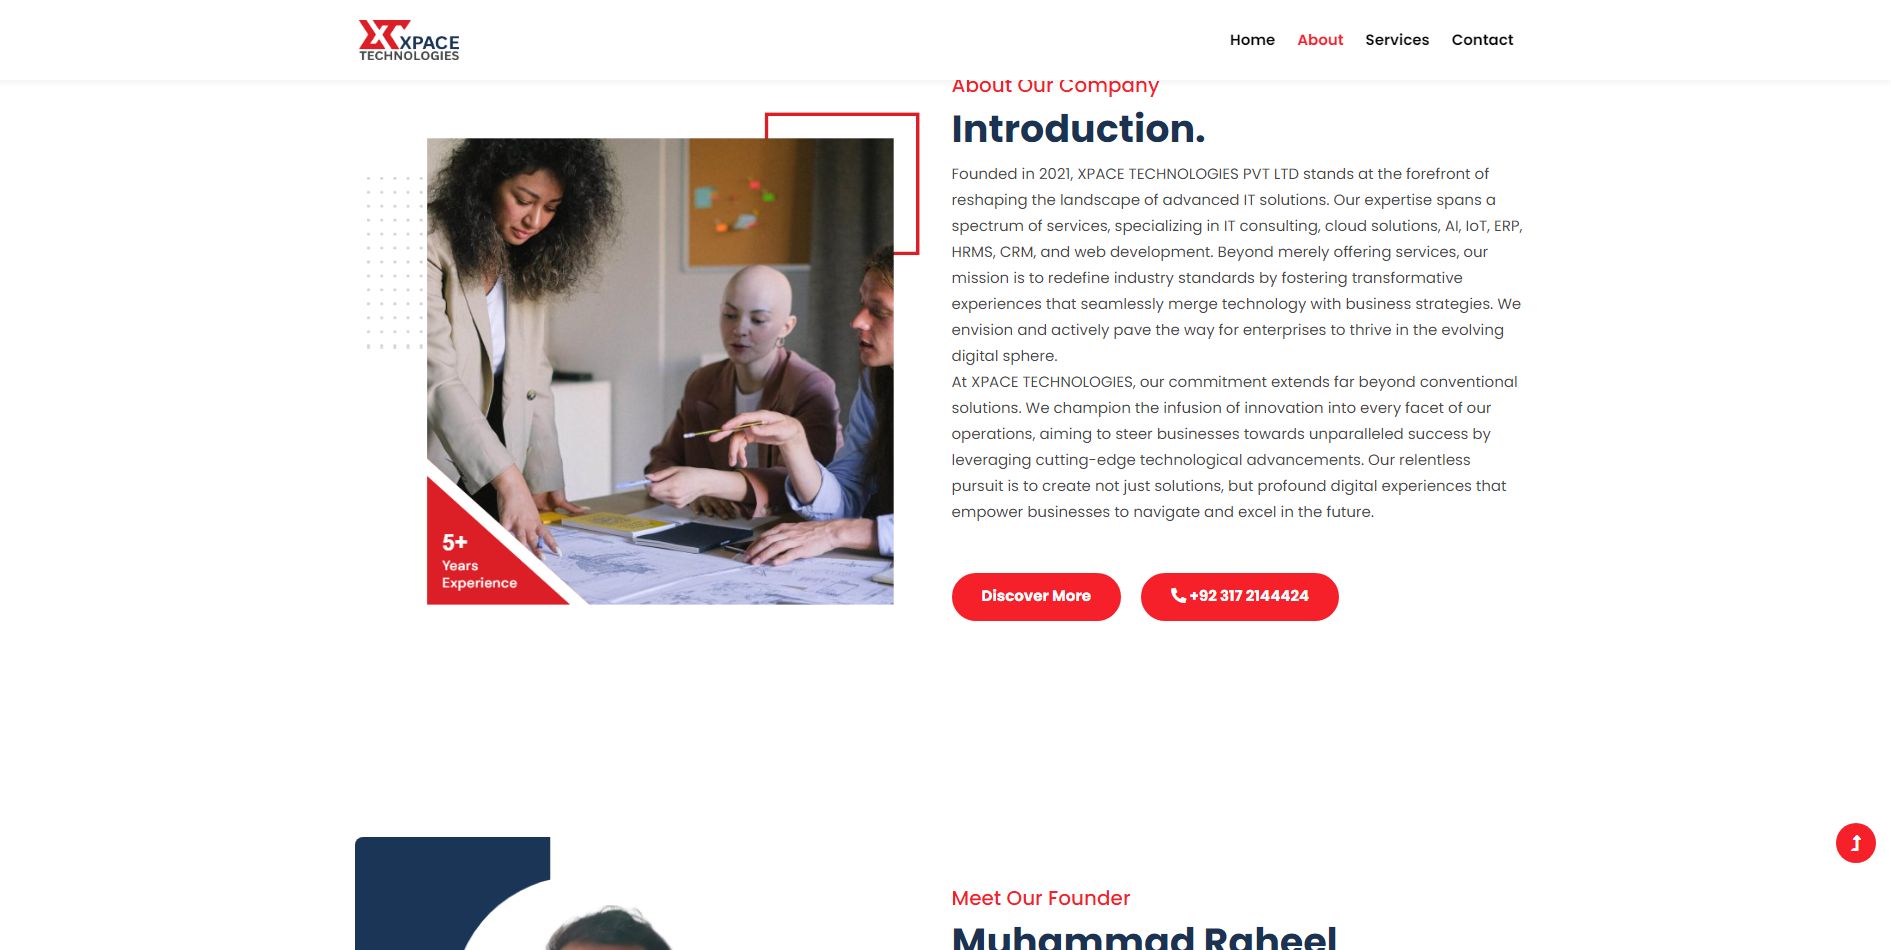 XPACE
TECHNOLOGIES
Home
About
Services
Contact
About Our Company
Introduction.
Founded in 2021, XPACE TECHNOLOGIES PVT LTD stands at the forefront of
reshaping the landscape of advanced IT solutions. Our expertise spans a
spectrum of services, specializing in IT consulting, cloud solutions, AI, IoT, ERP,
HRMS, CRM, and web development. Beyond merely offering services, our
mission is to redefine industry standards by fostering transformative
experiences that seamlessly merge technology with business strategies. We
envision and actively pave the way for enterprises to thrive in the evolving
digital sphere.
At XPACE TECHNOLOGIES, our commitment extends far beyond conventional
solutions. We champion the infusion of innovation into every facet of our
operations, aiming to steer businesses towards unparalleled success by
leveraging cutting-edge technological advancements. Our relentless
pursuit is to create not just solutions, but profound digital experiences that
empower businesses to navigate and excel in the future.
5+
Years
Experience
Discover More
+92 317 2144424
Meet Our Founder
Muhammad Raheel